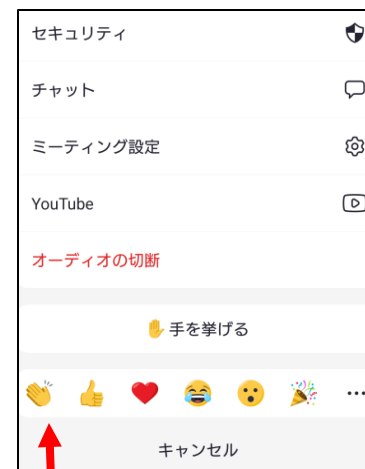 セキュリティ
チャット
ミーティング設定
YouTube
オーディオの切断
手を挙げる
キャンセル